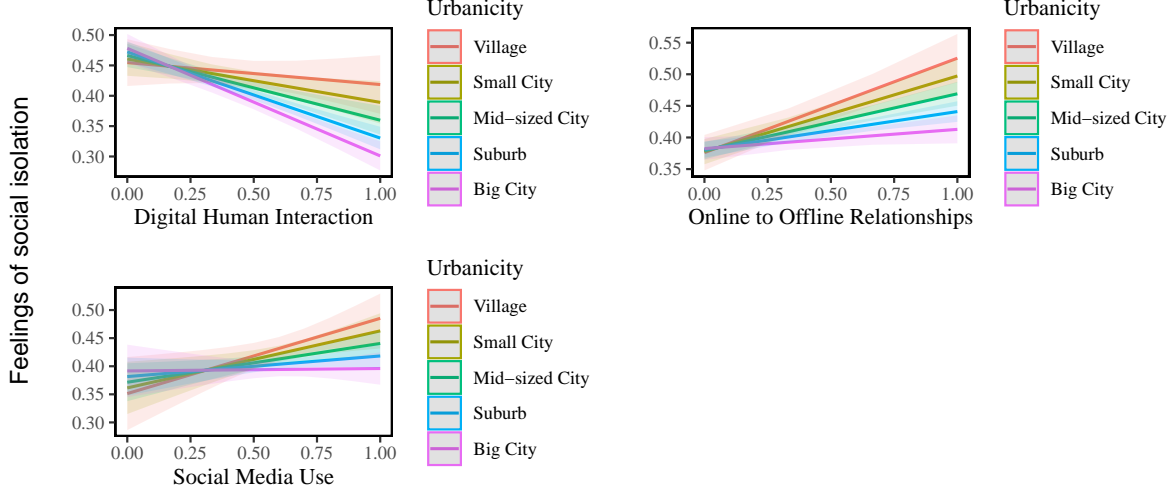 Feelings of social isolation
0.50
0.45
0.40
0.35
0.30
0.00 0.25 0.50 0.75 1.00
Digital Human Interaction
Urbanicity
Village
Small City
Mid−sized City
Suburb
Big City
0.55
0.50
0.45
0.40
0.35
0.00 0.25 0.50 0.75 1.00
Online to Offline Relationships
Urbanicity
Village
Small City
Mid−sized City
Suburb
Big City
0.50
0.45
0.40
0.35
0.30
0.00 0.25 0.50 0.75 1.00
Social Media Use
Urbanicity
Village
Small City
Mid−sized City
Suburb
Big City